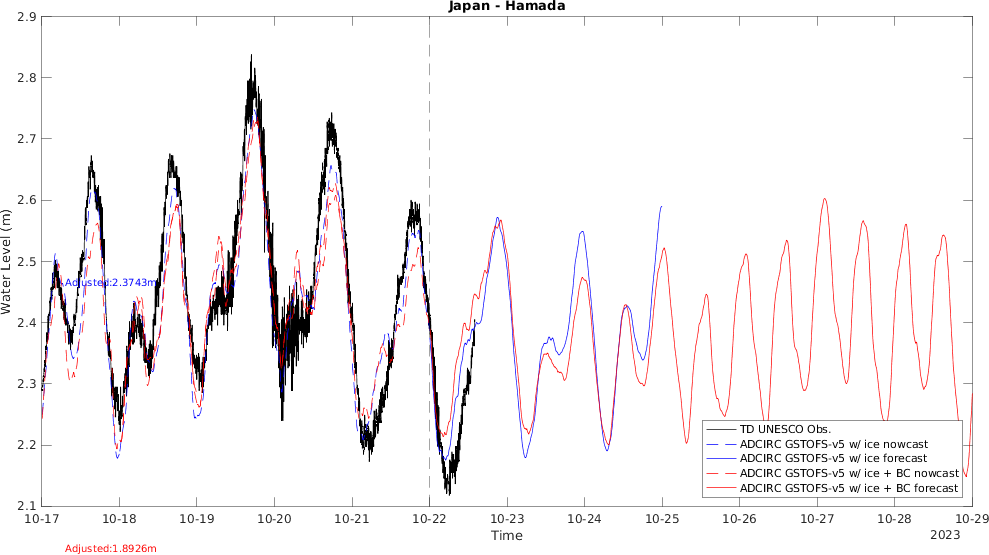 Japan - Hamada
Water Level (m)
2.9
2.8
2.7
2.6
2.5
2.4
2.3
2.2
2.1
Adjusted:2.3743m
TD UNESCO Obs.
ADCIRC GSTOFS-v5 w/ ice nowcast
ADCIRC GSTOFS-v5 w/ ice forecast
ADCIRC GSTOFS-v5 w/ ice + BC nowcast
ADCIRC GSTOFS-v5 w/ ice + BC forecast
10-17 10-18 10-19 10-20 10-21 10-22 10-23 10-24 10-25 10-26 10-27 10-28 10-29
Time
2023
Adjusted:1.8926m